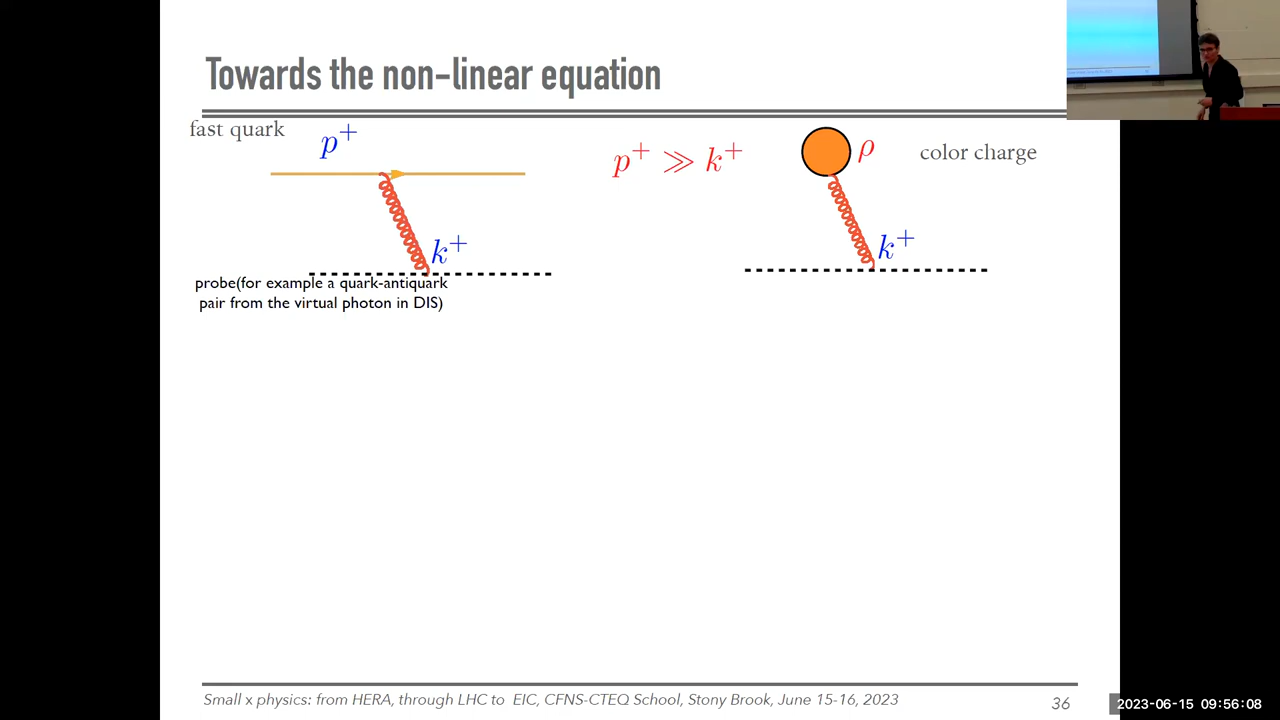 Towards the non-linear equation
fast quark
p⁺
p⁺ ≫ k⁺
ρ
color charge
k⁺
k⁺
probe(for example a quark-antiquark
pair from the virtual photon in DIS)
Small x physics: from HERA, through LHC to EIC, CFNS-CTEQ School, Stony Brook, June 15-16, 2023
36
2023-06-15 09:56:08